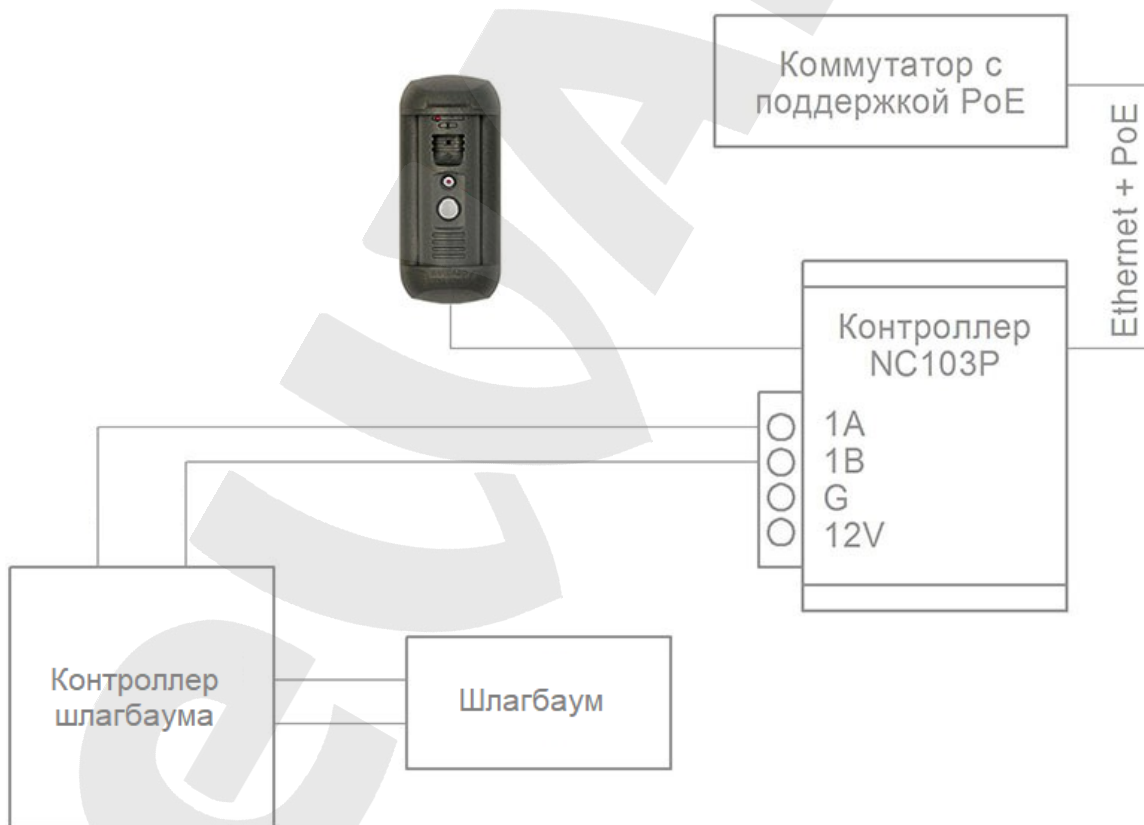 Коммутатор с
поддержкой PoE
Ethernet + PoE
Контроллер
NC103P
1A
1B
G
12V
Контроллер
шлагбаума
Шлагбаум